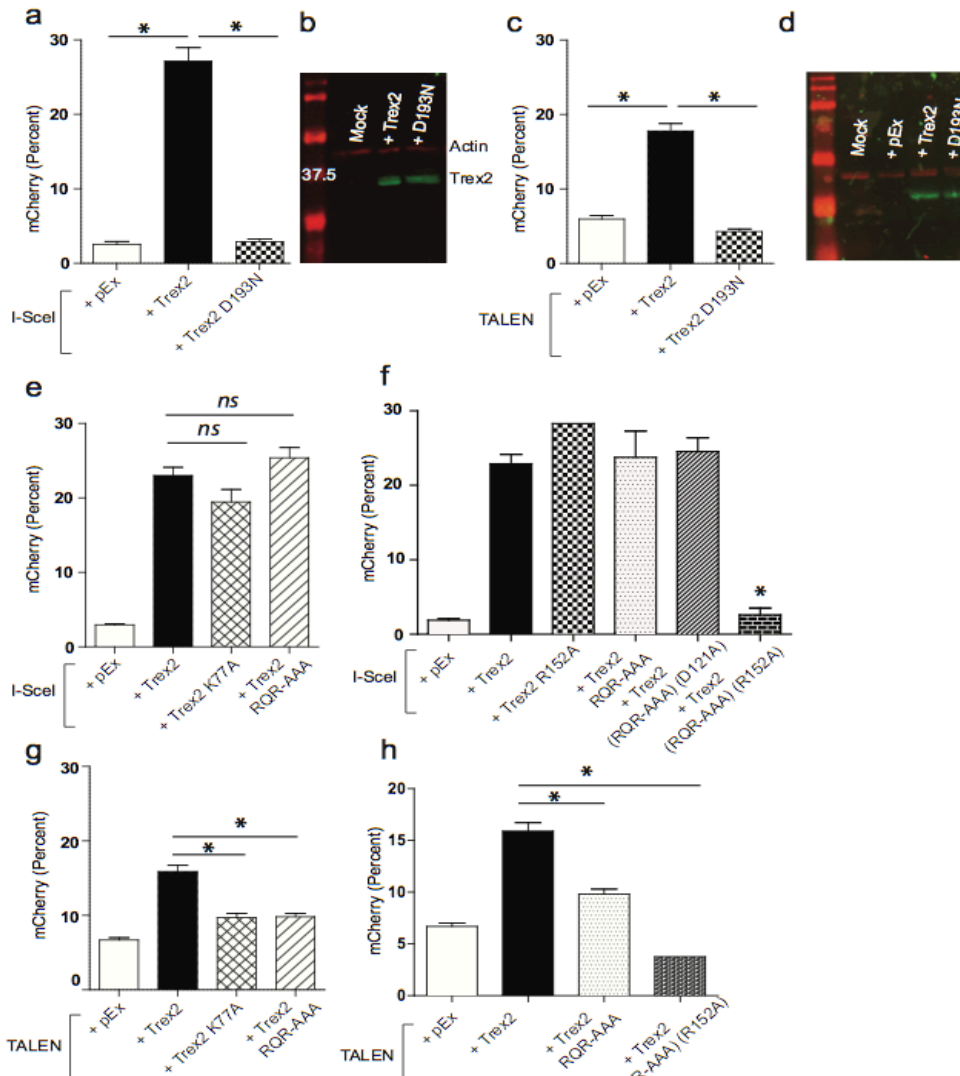 a
*
*
30
20
10
0
mCherry (Percent)
+ pEx
+ Trex2
+ Trex2 D193N
I-SceI
b
Mock
+ Trex2
+ D193N
37.5
Actin
Trex2
c
*
*
30
20
10
0
mCherry (Percent)
+ pEx
+ Trex2
+ Trex2 D193N
TALEN
d
Mock
+ pEx
+ Trex2
+ D193N
e
ns
ns
30
20
10
0
mCherry (Percent)
+ pEx
+ Trex2
+ Trex2 K77A
+ Trex2
RQR-AAA
I-SceI
f
30
20
10
0
mCherry (Percent)
*
+ pEx
+ Trex2
+ Trex2 R152A
+ Trex2
RQR-AAA
+ Trex2
(RQR-AAA) (D121A)
+ Trex2
(RQR-AAA) (R152A)
I-SceI
g
*
*
30
20
10
0
mCherry (Percent)
+ pEx
+ Trex2
+ Trex2 K77A
+ Trex2
RQR-AAA
TALEN
h
*
*
20
15
10
5
0
mCherry (Percent)
+ pEx
+ Trex2
+ Trex2
RQR-AAA
+ Trex2
R-AAA) (R152A)
TALEN